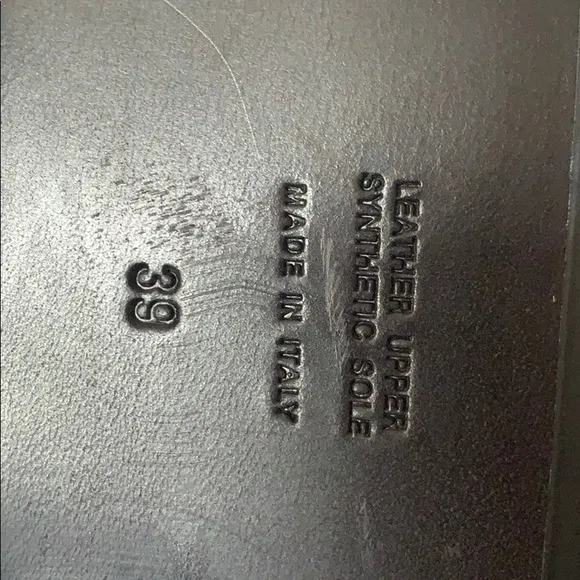 LEATHER UPPER
SYNTHETIC SOLE
MADE IN ITALY
39